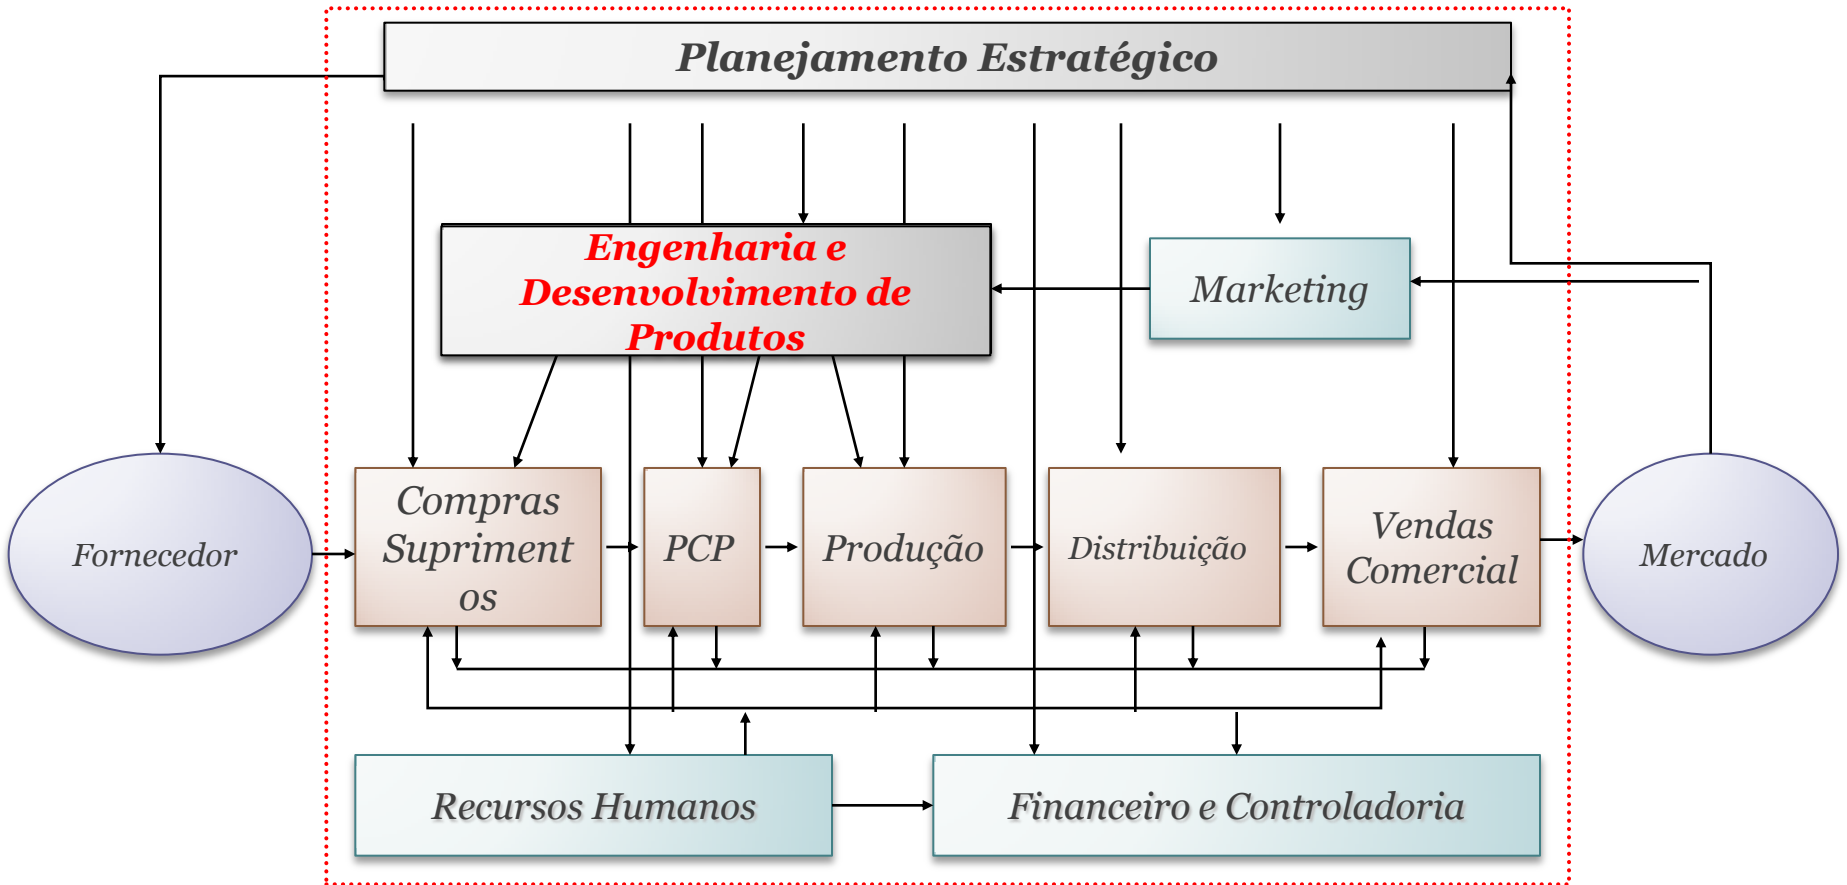 Planejamento Estratégico
Engenharia e
Desenvolvimento de
Produtos
Marketing
Fornecedor
Compras
Supriment
os
PCP
Produção
Distribuição
Vendas
Comercial
Mercado
Recursos Humanos
Financeiro e Controladoria